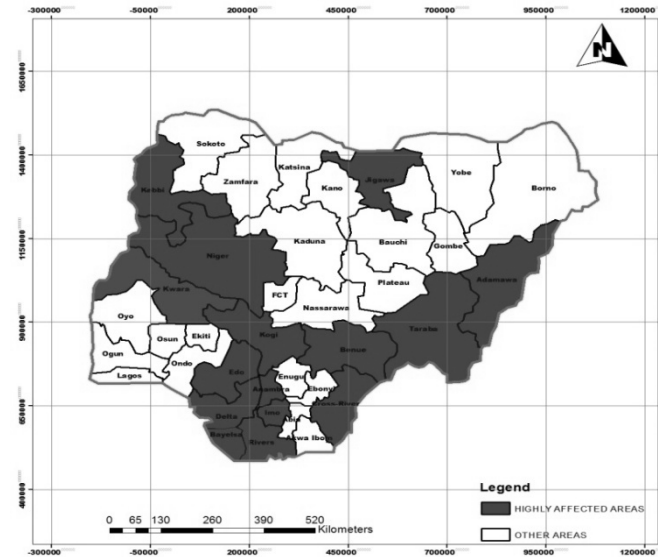 -300000 -50000 200000 450000 700000 950000 1200000
1650000
1400000
1150000
900000
650000
400000
N
Sokoto
Katsina
Kebbi
Zamfara
Kano
Jigawa
Yobe
Borno
Kaduna
Bauchi
Gombe
Niger
Plateau
Adamawa
Kwara
FCT
Nassarawa
Taraba
Oyo
Kogi
Benue
Osun
Ekiti
Ogun
Ondo
Edo
Enugu
Ebonyi
Lagos
Anambra
Cross River
Delta
Imo
Abia
Bayelsa
Rivers
Akwa Ibom
Legend
HIGHLY AFFECTED AREAS
OTHER AREAS
0 65 130 260 390 520
Kilometers
-300000 -50000 200000 450000 700000 950000 1200000